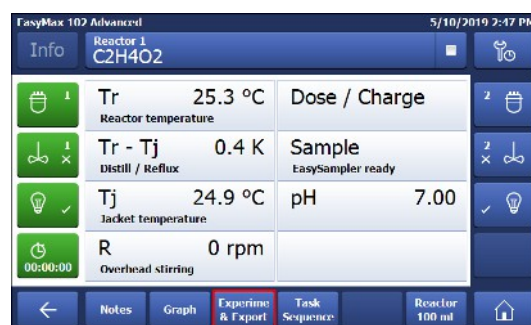 EasyMax 102 Advanced 5/10/2019 2:47 PM
Info
Reactor 1
C2H4O2
1
Tr 25.3 °C
Reactor temperature
Dose / Charge
2
1
Tr - Tj 0.4 K
Distill / Reflux
Sample
EasySampler ready
2
Tj 24.9 °C
Jacket temperature
pH 7.00
00:00:00
R 0 rpm
Overhead stirring
Notes
Graph
Experime
& Export
Task
Sequence
Reactor
100 ml